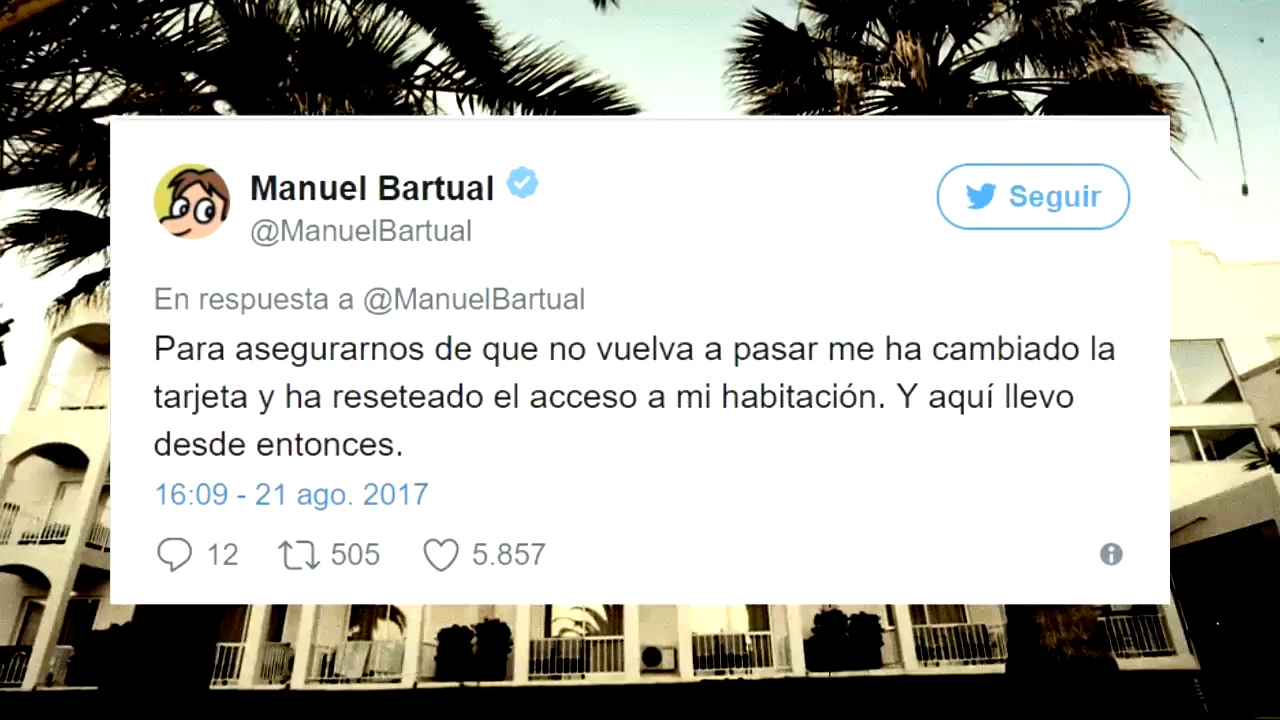 Manuel Bartual
@ManuelBartual
Seguir
En respuesta a @ManuelBartual
Para asegurarnos de que no vuelva a pasar me ha cambiado la
tarjeta y ha reseteado el acceso a mi habitación. Y aquí llevo
desde entonces.
16:09 - 21 ago. 2017
12 505 5.857